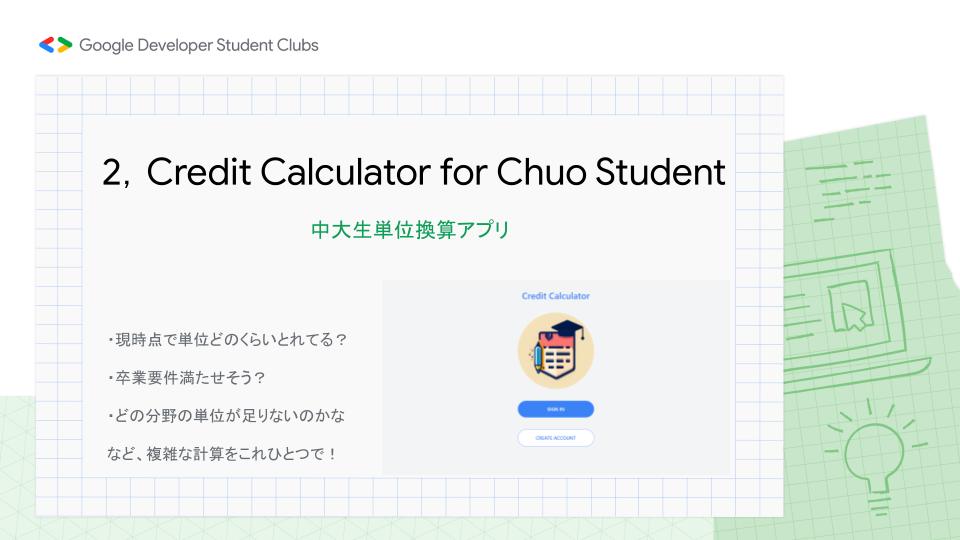 Google Developer Student Clubs
2, Credit Calculator for Chuo Student
中大生単位換算アプリ
・現時点で単位どのくらいとれてる？
・卒業要件満たせそう？
・どの分野の単位が足りないのかな
など、複雑な計算をこれひとつで！
Credit Calculator
SIGN IN
CREATE ACCOUNT